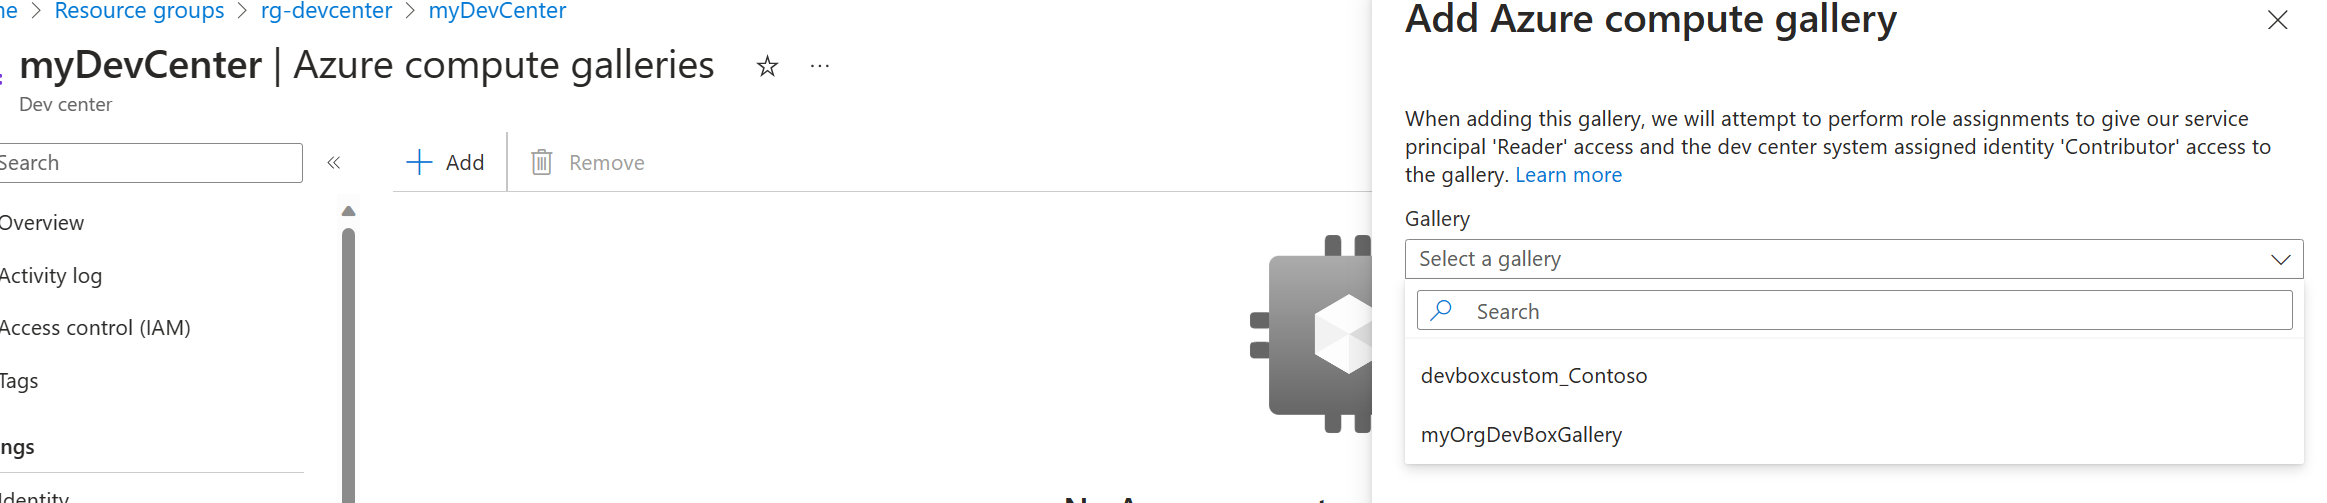 Resource groups > rg-devcenter > myDevCenter
myDevCenter | Azure compute galleries
Dev center
Search
Add
Remove
Overview
Activity log
Access control (IAM)
Tags
Add Azure compute gallery
When adding this gallery, we will attempt to perform role assignments to give our service
principal 'Reader' access and the dev center system assigned identity 'Contributor' access to
the gallery. Learn more
Gallery
Select a gallery
Search
devboxcustom_Contoso
myOrgDevBoxGallery